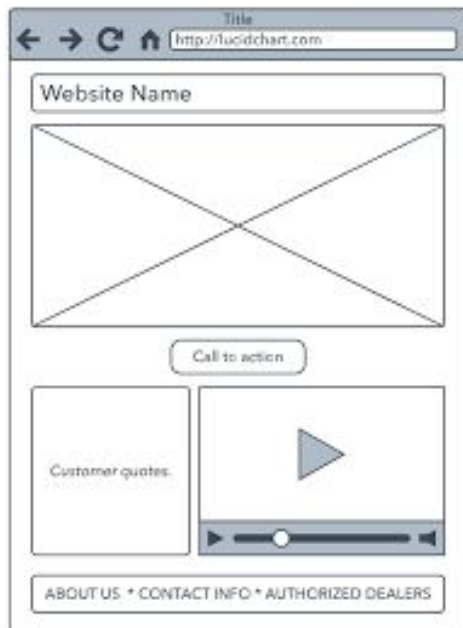 Title
http://lucidchart.com
Website Name
Call to action
Customer quotes.
ABOUT US * CONTACT INFO * AUTHORIZED DEALERS